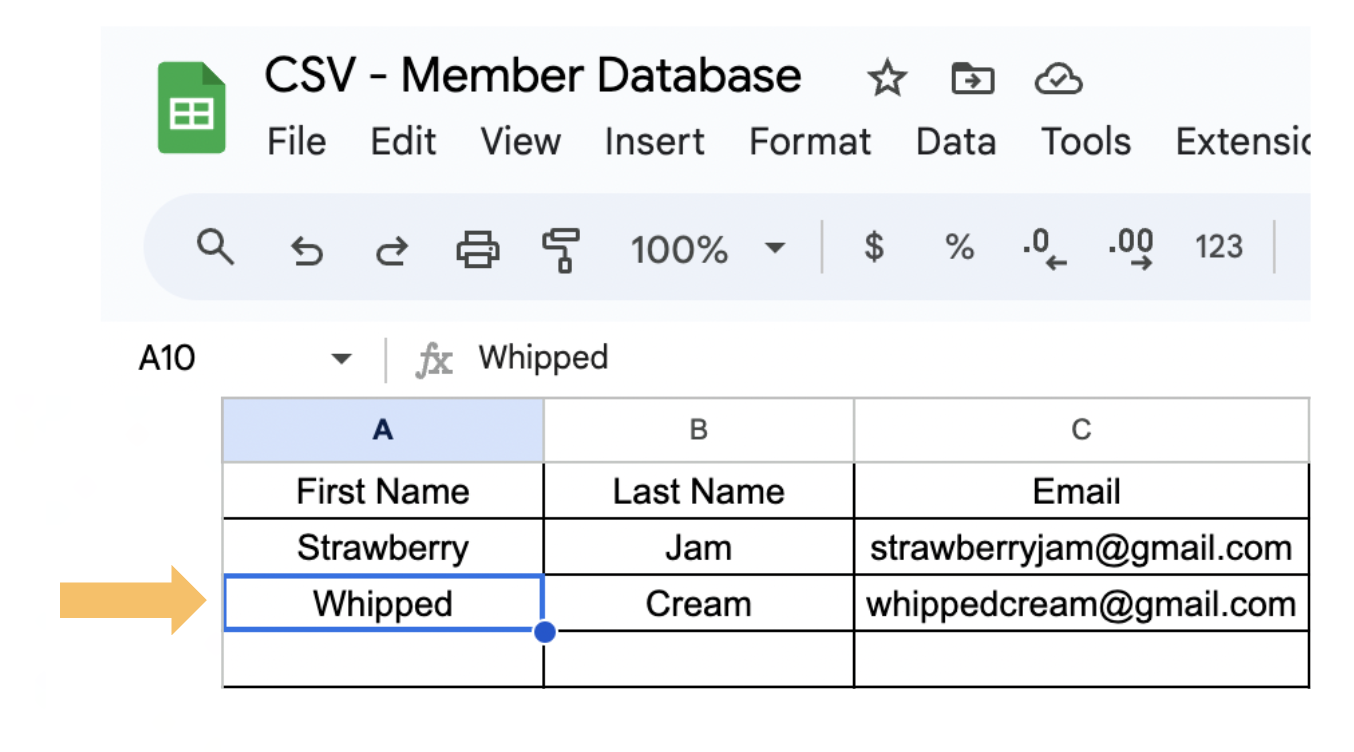 CSV - Member Database
File Edit View Insert Format Data Tools Extensio
100% $ % .0 .00 123
A10 fx Whipped
A B C
First Name Last Name Email
Strawberry Jam strawberryjam@gmail.com
Whipped Cream whippedcream@gmail.com